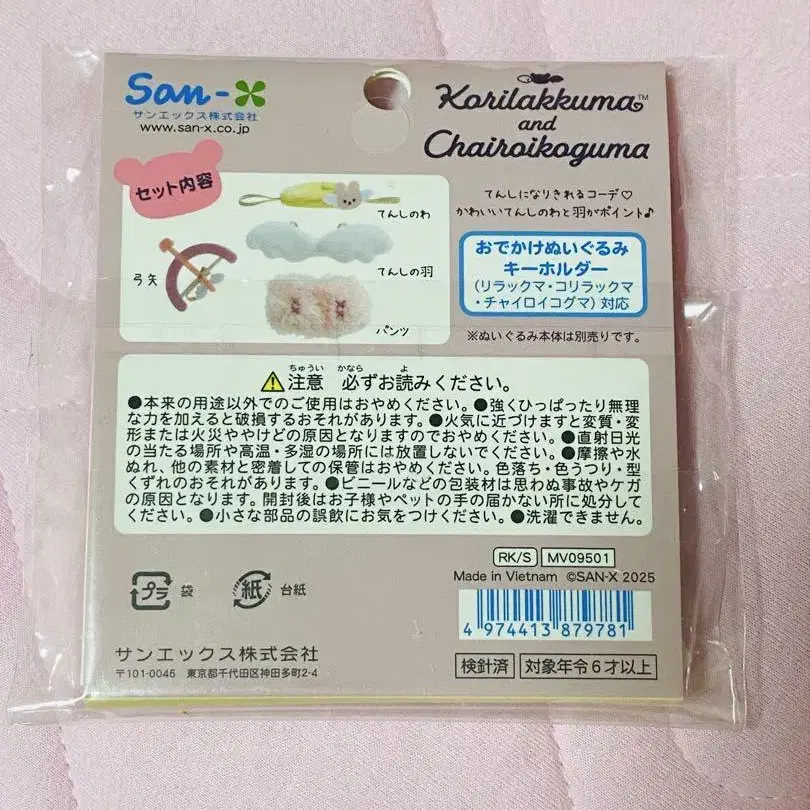 San-X
サンエックス株式会社
www.san-x.co.jp
Korilakkuma™
and
Chairoikoguma
セット内容
てんしのわ
弓矢
てんしの羽
パンツ
てんしになりきれるコーデ♡
かわいいてんしのわと羽がポイント♪
おでかけぬいぐるみ
キーホルダー
(リラックマ・コリラックマ
・チャイロイコグマ)対応
※ぬいぐるみ本体は別売りです。
ちゅうい かなら よ
⚠注意 必ずお読みください。
●本来の用途以外でのご使用はおやめください。●強くひっぱったり無理
な力を加えると破損するおそれがあります。●火気に近づけますと変質・変
形または火災ややけどの原因となりますのでおやめください。●直射日光
の当たる場所や高温・多湿の場所には放置しないでください。●摩擦や水
ぬれ、他の素材と密着しての保管はおやめください。色落ち・色うつり・型
くずれのおそれがあります。●ビニールなどの包装材は思わぬ事故やケガ
の原因となります。開封後はお子様やペットの手の届かない所に処分して
ください。●小さな部品の誤飲にお気をつけください。●洗濯できません。
RK/S MV09501
Made in Vietnam ©SAN-X 2025
プラ 袋 紙 台紙
4 974413 879781
サンエックス株式会社
〒101-0046 東京都千代田区神田多町2-4
検針済 対象年令6才以上